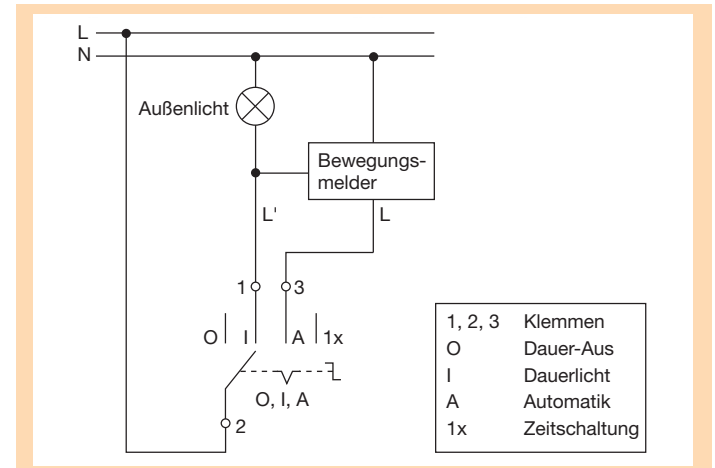 L
N
Außenlicht
Bewegungs-
melder
L'
L
1
3
O
I
A
1x
O, I, A
2
1, 2, 3 Klemmen
O Dauer-Aus
I Dauerlicht
A Automatik
1x Zeitschaltung